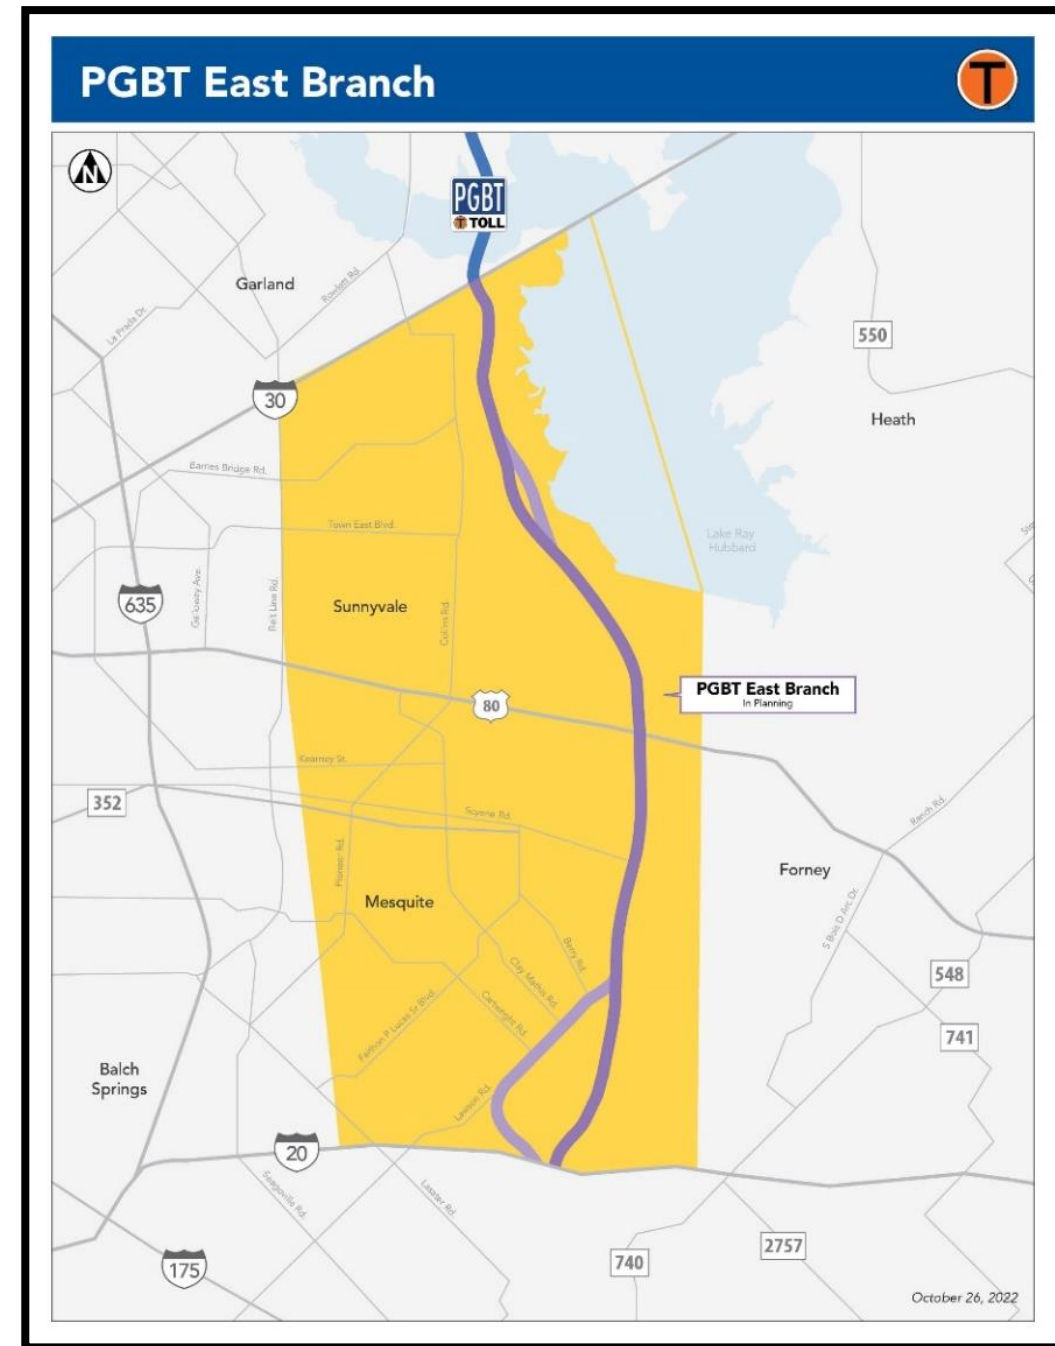 PGBT East Branch
T
N
PGBT
T TOLL
Garland
Rowlett Rd.
La Prada Dr.
550
30
Heath
Barnes Bridge Rd.
Town East Blvd.
Lake Ray
Hubbard
635
Galloway Ave.
Belt Line Rd.
Sunnyvale
Collins Rd.
PGBT East Branch
In Planning
80
Kearney St.
352
Scyene Rd.
Ranch Rd.
Pioneer Rd.
Forney
Mesquite
S Bois D Arc Dr.
Berry Rd.
Clay Mathis Rd.
548
Cartwright Rd.
Faithon P Lucas Sr Blvd.
741
Balch
Springs
Lawson Rd.
20
Seagoville Rd.
Lasater Rd.
175
740
2757
October 26, 2022